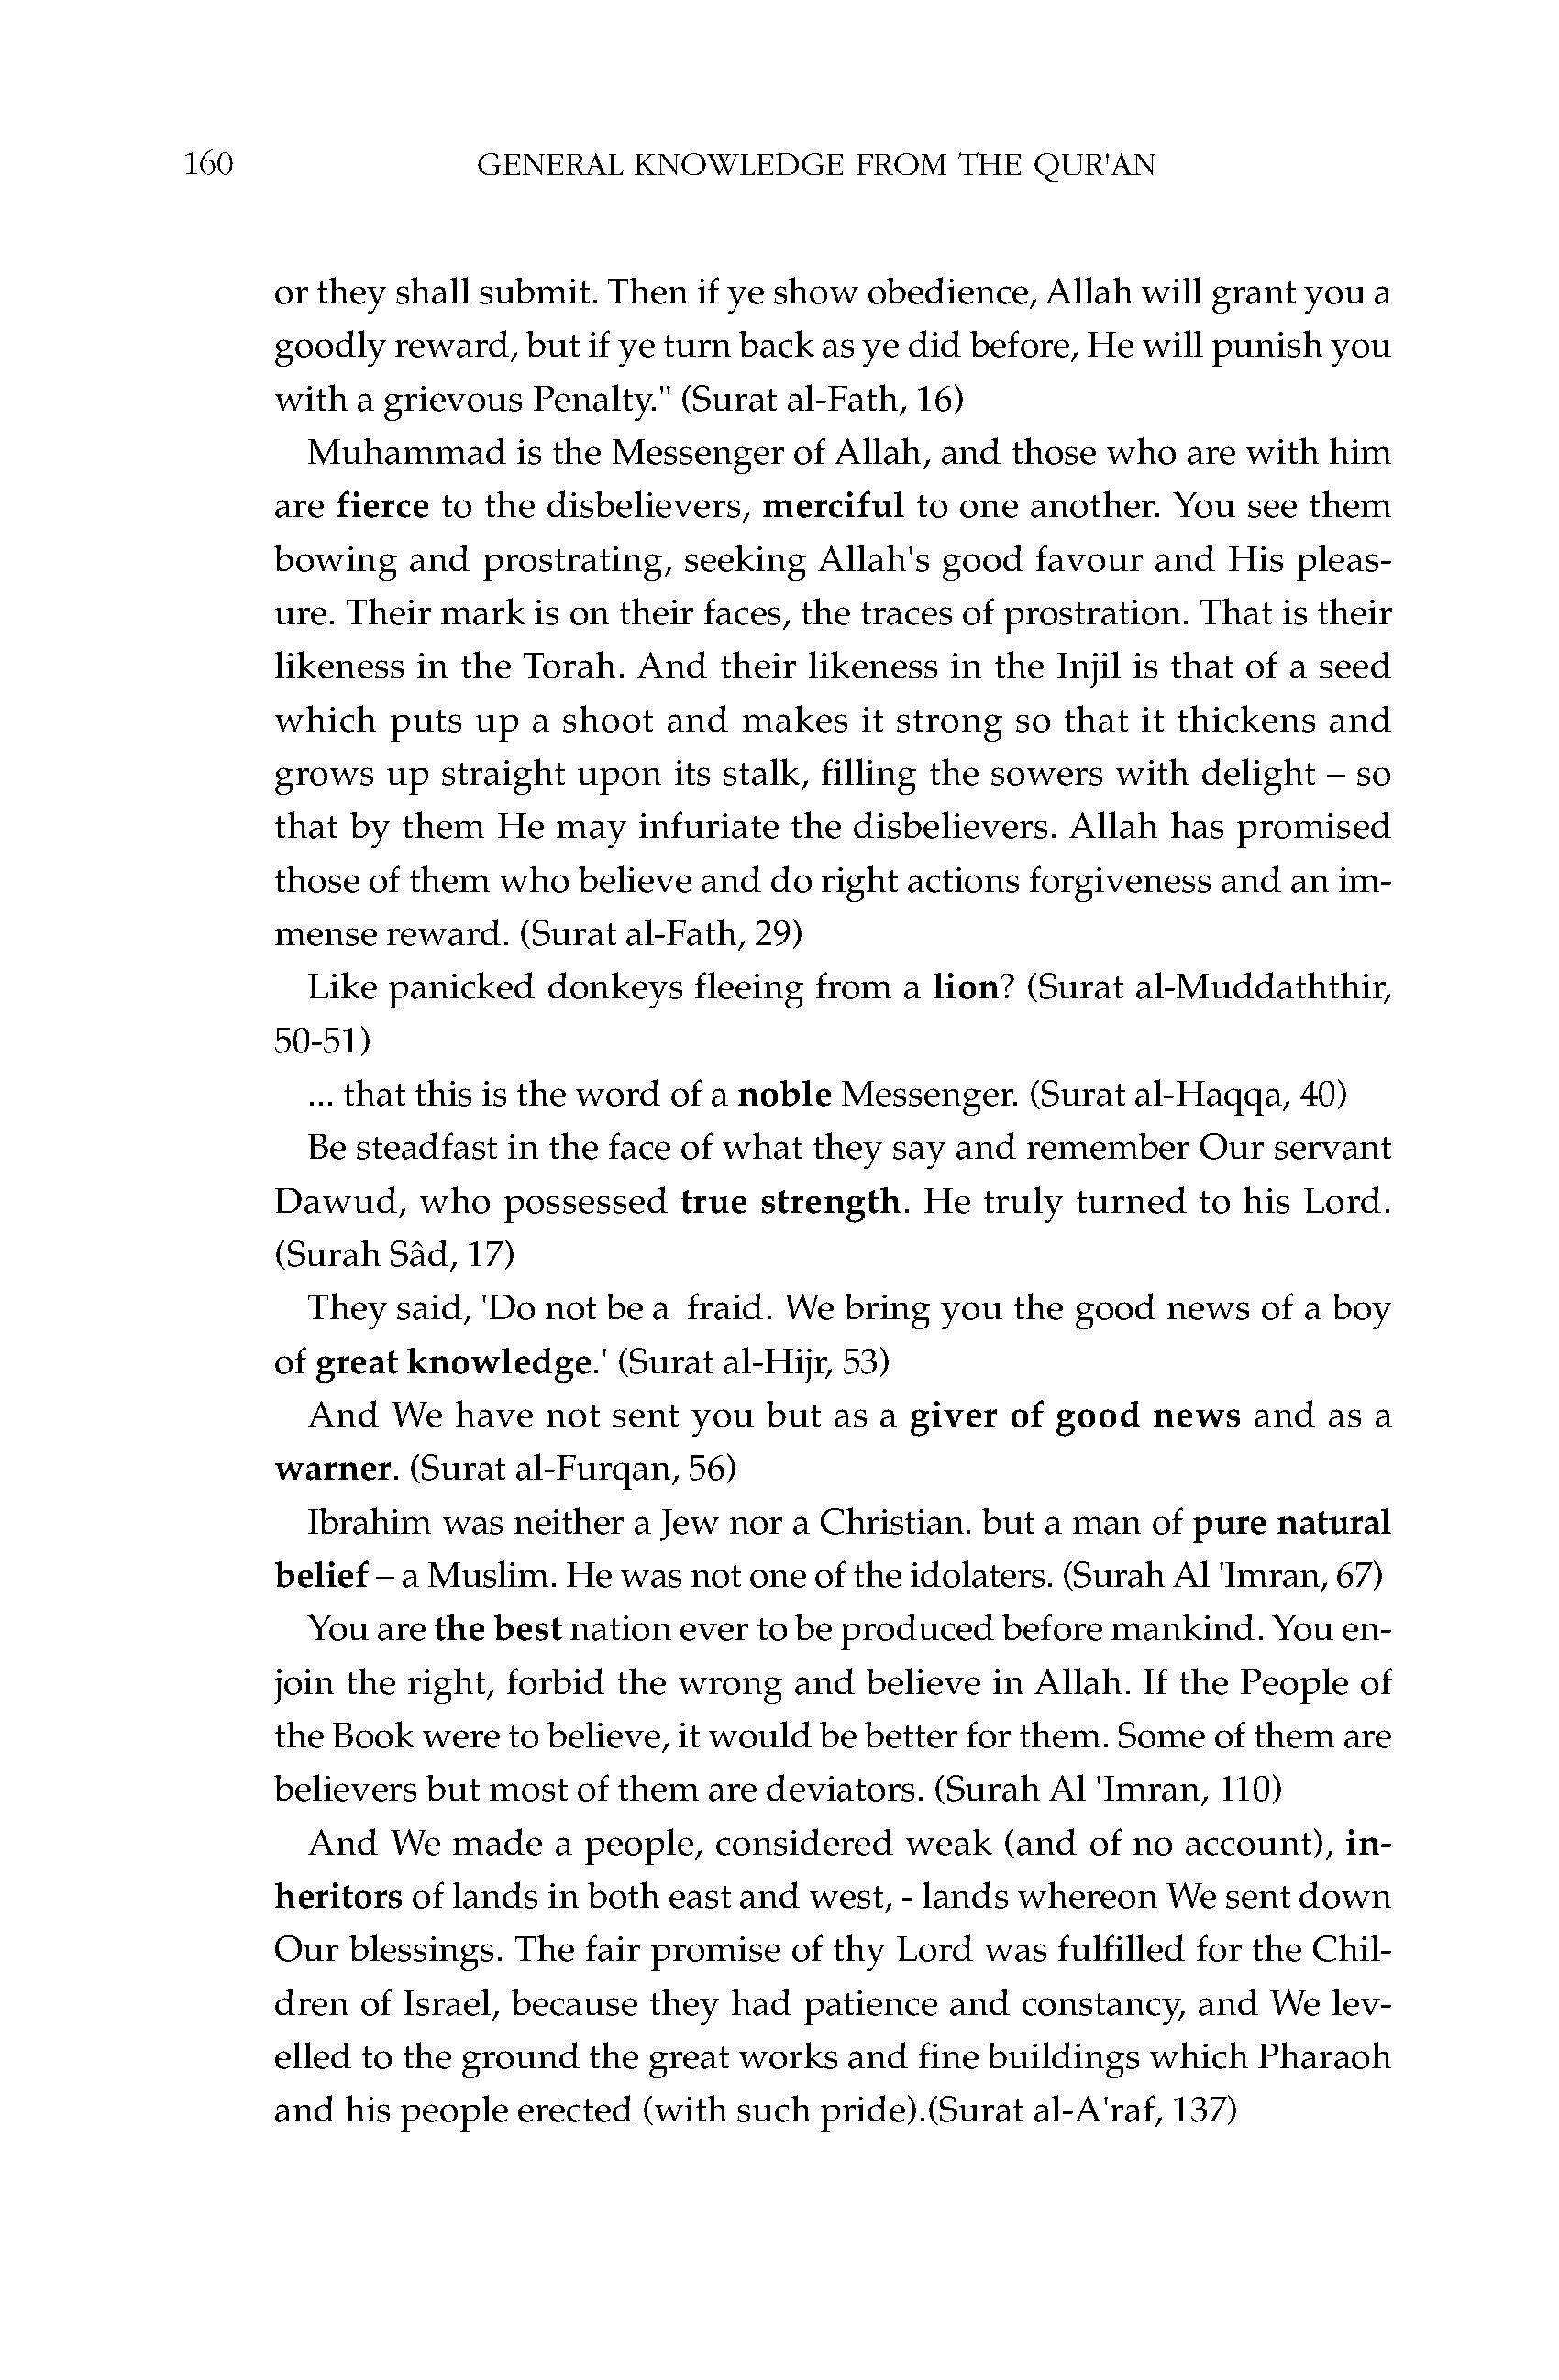 160 GENERAL KNOWLEDGE FROM THE QUR'AN
or they shall submit. Then if ye show obedience, Allah will grant you a
goodly reward, but if ye turn back as ye did before, He will punish you
with a grievous Penalty." (Surat al-Fath, 16)
Muhammad is the Messenger of Allah, and those who are with him
are fierce to the disbelievers, merciful to one another. You see them
bowing and prostrating, seeking Allah's good favour and His pleas-
ure. Their mark is on their faces, the traces of prostration. That is their
likeness in the Torah. And their likeness in the Injil is that of a seed
which puts up a shoot and makes it strong so that it thickens and
grows up straight upon its stalk, filling the sowers with delight – so
that by them He may infuriate the disbelievers. Allah has promised
those of them who believe and do right actions forgiveness and an im-
mense reward. (Surat al-Fath, 29)
Like panicked donkeys fleeing from a lion? (Surat al-Muddaththir,
50-51)
... that this is the word of a noble Messenger. (Surat al-Haqqa, 40)
Be steadfast in the face of what they say and remember Our servant
Dawud, who possessed true strength. He truly turned to his Lord.
(Surah Sâd, 17)
They said, 'Do not be a fraid. We bring you the good news of a boy
of great knowledge.' (Surat al-Hijr, 53)
And We have not sent you but as a giver of good news and as a
warner. (Surat al-Furqan, 56)
Ibrahim was neither a Jew nor a Christian. but a man of pure natural
belief – a Muslim. He was not one of the idolaters. (Surah Al 'Imran, 67)
You are the best nation ever to be produced before mankind. You en-
join the right, forbid the wrong and believe in Allah. If the People of
the Book were to believe, it would be better for them. Some of them are
believers but most of them are deviators. (Surah Al 'Imran, 110)
And We made a people, considered weak (and of no account), in-
heritors of lands in both east and west, - lands whereon We sent down
Our blessings. The fair promise of thy Lord was fulfilled for the Chil-
dren of Israel, because they had patience and constancy, and We lev-
elled to the ground the great works and fine buildings which Pharaoh
and his people erected (with such pride).(Surat al-A'raf, 137)